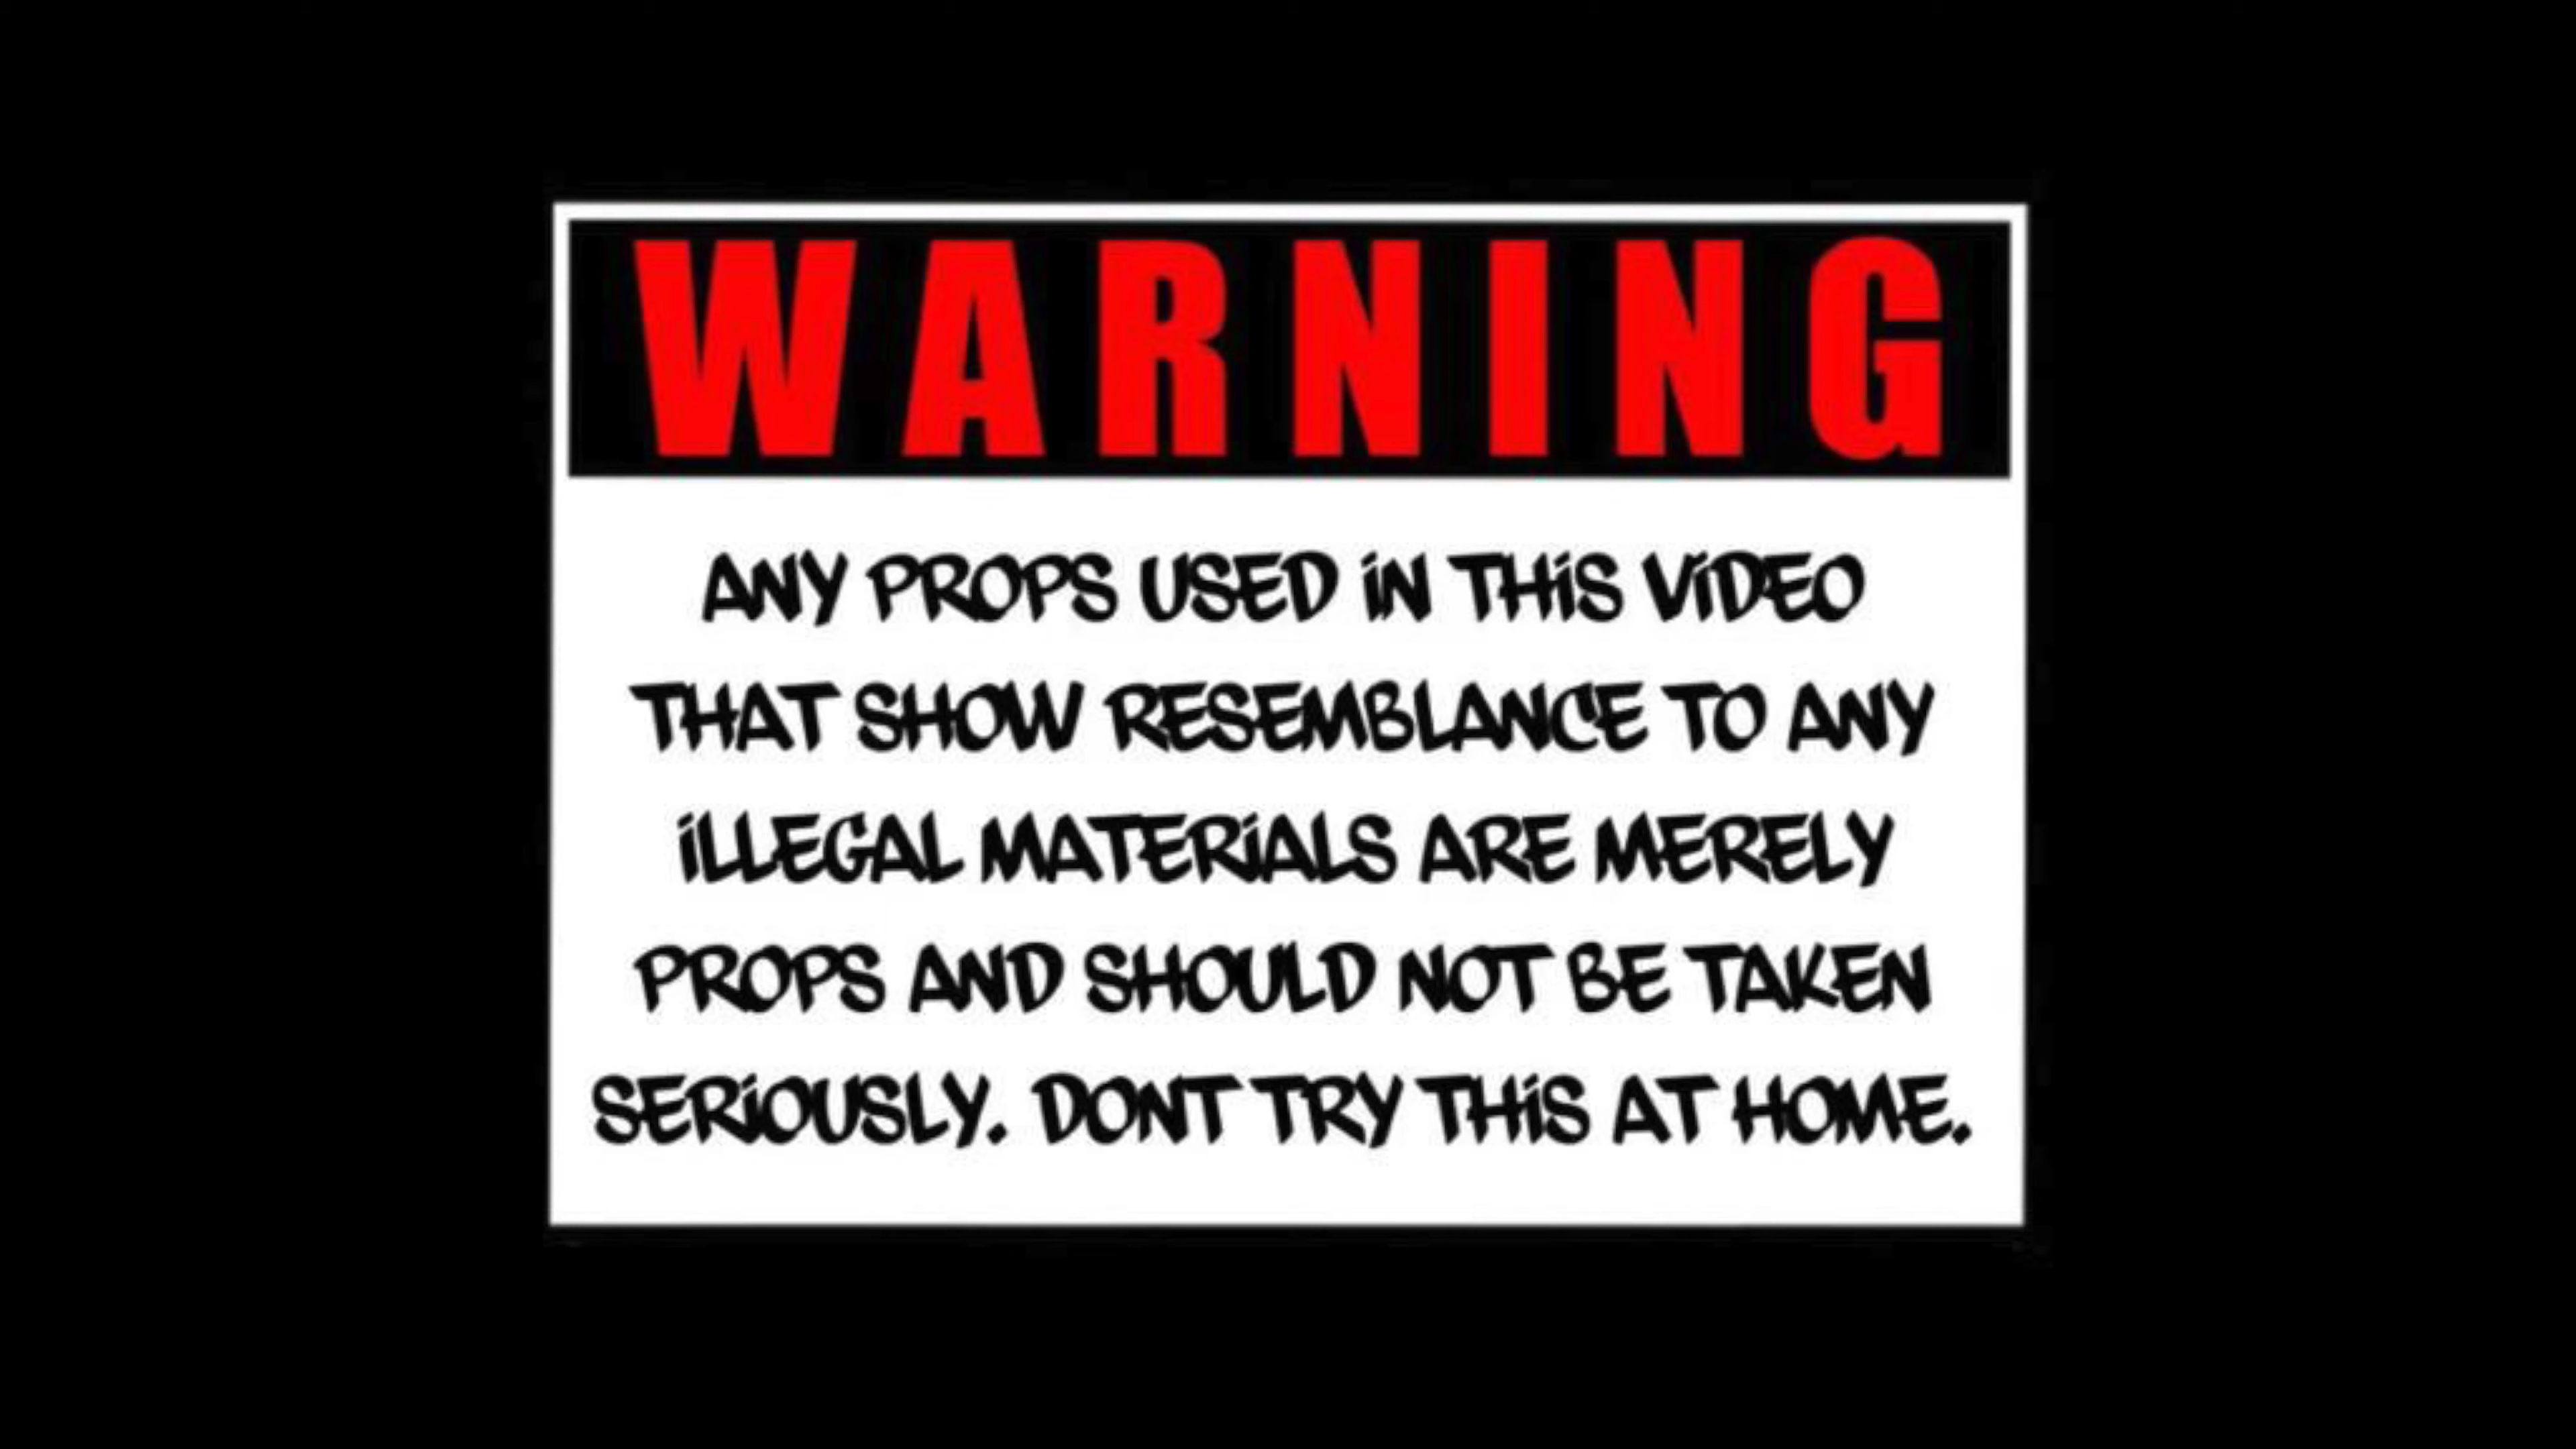 WARNING
ANY PROPS USED iN THiS ViDEO
THAT SHOW RESEMBLANCE TO ANY
iLLEGAL MATERiALS ARE MERELY
PROPS AND SHOULD NOT BE TAKEN
SERiOUSLY. DONT TRY THiS AT HOME.